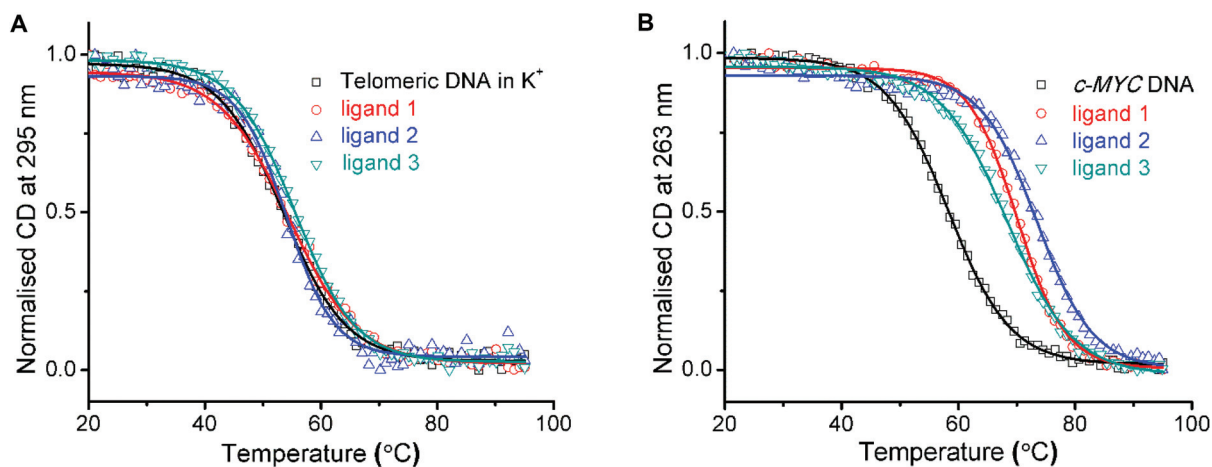 A
Normalised CD at 295 nm
1.0
0.5
0.0
Telomeric DNA in K⁺
ligand 1
ligand 2
ligand 3
20 40 60 80 100
Temperature (°C)
B
Normalised CD at 263 nm
1.0
0.5
0.0
c-MYC DNA
ligand 1
ligand 2
ligand 3
20 40 60 80 100
Temperature (°C)